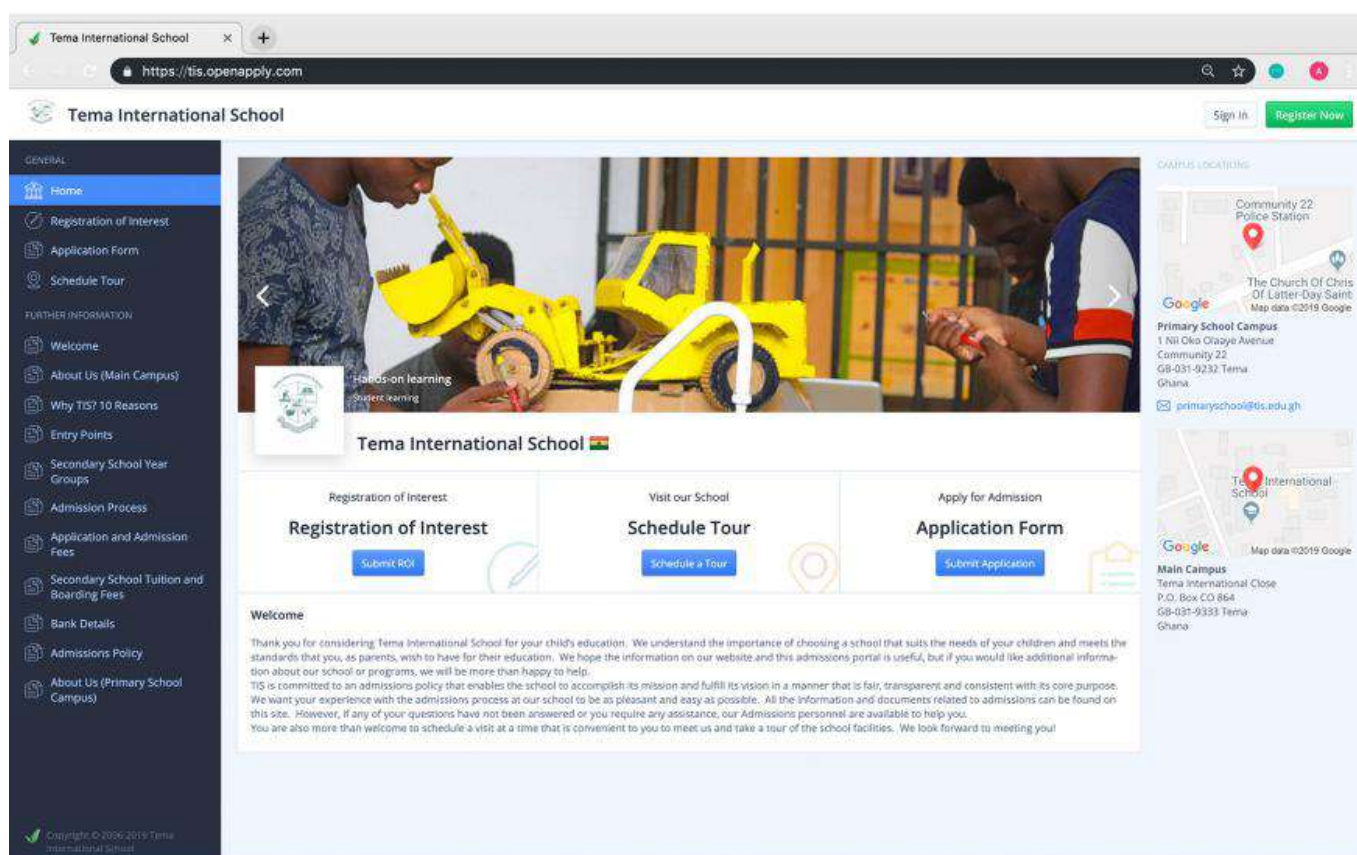 Tema International School
https://tis.openapply.com
Tema International School
Sign in
Register Now
GENERAL
Home
Registration of Interest
Application Form
Schedule Tour
FURTHER INFORMATION
Welcome
About Us (Main Campus)
Why TIS? 10 Reasons
Entry Points
Secondary School Year
Groups
Admission Process
Application and Admission
Fees
Secondary School Tuition and
Boarding Fees
Bank Details
Admissions Policy
About Us (Primary School
Campus)
Copyright © 2006-2019 Tema
International School
Hands-on learning
Student learning
Tema International School
Registration of Interest
Registration of Interest
Submit ROI
Visit our School
Schedule Tour
Schedule a Tour
Apply for Admission
Application Form
Submit Application
Welcome
Thank you for considering Tema International School for your child's education. We understand the importance of choosing a school that suits the needs of your children and meets the
standards that you, as parents, wish to have for their education. We hope the information on our website and this admissions portal is useful, but if you would like additional informa-
tion about our school or programs, we will be more than happy to help.
TIS is committed to an admissions policy that enables the school to accomplish its mission and fulfill its vision in a manner that is fair, transparent and consistent with its core purpose.
We want your experience with the admissions process at our school to be as pleasant and easy as possible. All the information and documents related to admissions can be found on
this site. However, if any of your questions have not been answered or you require any assistance, our Admissions personnel are available to help you.
You are also more than welcome to schedule a visit at a time that is convenient to you to meet us and take a tour of the school facilities. We look forward to meeting you!
CAMPUS LOCATIONS
Community 22
Police Station
The Church Of Chris
Of Latter-Day Saint
Google
Map data ©2019 Google
Primary School Campus
1 Nii Oko Olaaye Avenue
Community 22
GB-031-9232 Tema
Ghana
primaryschool@tis.edu.gh
International
School
Google
Map data ©2019 Google
Main Campus
Tema International Close
P.O. Box CO 864
GB-031-9333 Tema
Ghana